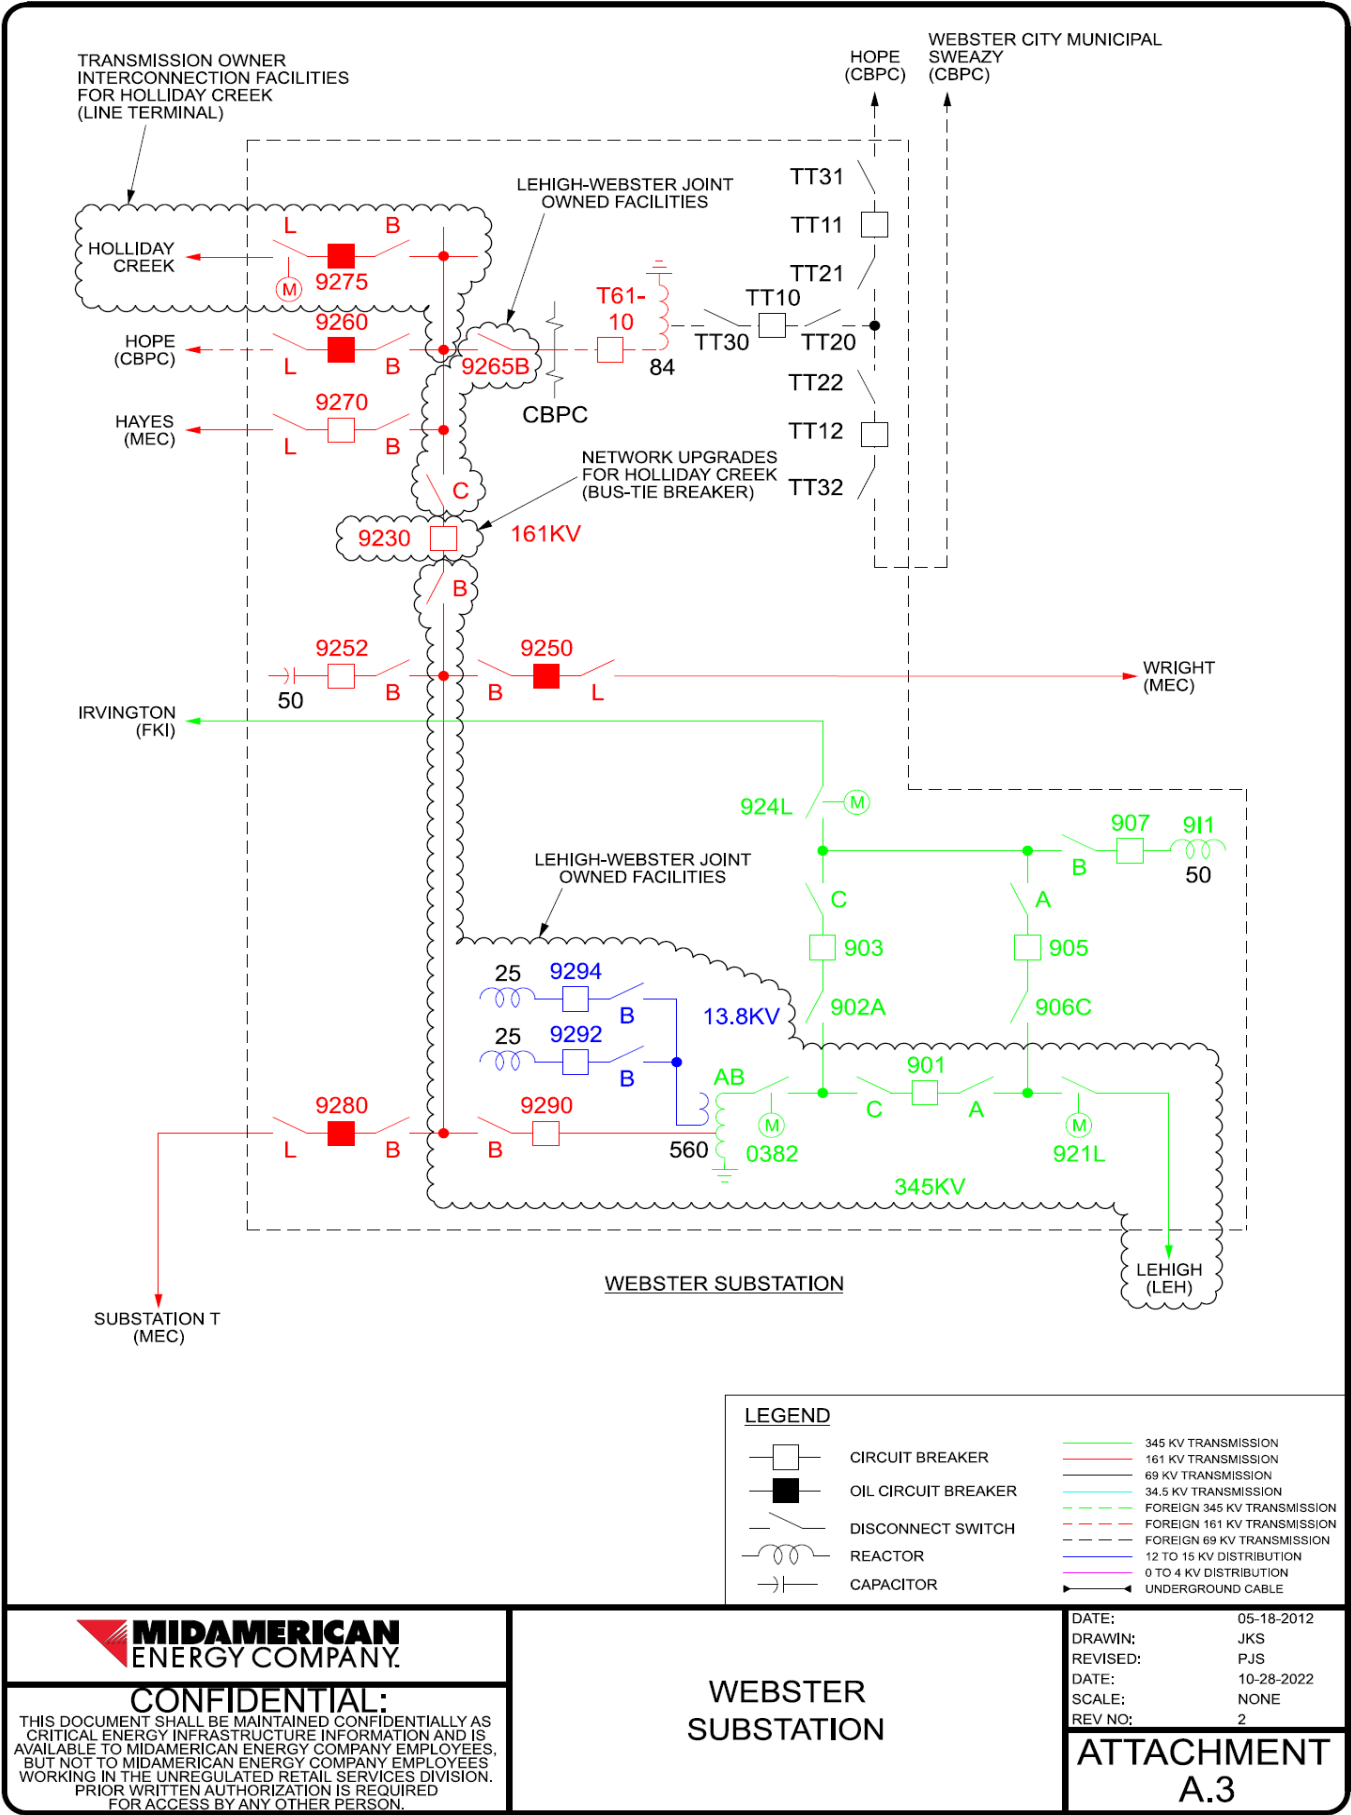 TRANSMISSION OWNER
INTERCONNECTION FACILITIES
FOR HOLLIDAY CREEK
(LINE TERMINAL)
HOPE
(CBPC)
WEBSTER CITY MUNICIPAL
SWEAZY
(CBPC)
LEHIGH-WEBSTER JOINT
OWNED FACILITIES
TT31
TT11
TT21
HOLLIDAY
CREEK
L
B
M
9275
T61-
10
84
TT10
TT30
TT20
HOPE
(CBPC)
9260
L
B
9265B
CBPC
TT22
TT12
TT32
HAYES
(MEC)
9270
L
B
C
NETWORK UPGRADES
FOR HOLLIDAY CREEK
(BUS-TIE BREAKER)
9230
161KV
B
9252
50
B
9250
B
L
WRIGHT
(MEC)
IRVINGTON
(FKI)
924L
M
907
9I1
B
50
LEHIGH-WEBSTER JOINT
OWNED FACILITIES
C
A
903
905
25
9294
B
13.8KV
902A
906C
25
9292
B
AB
901
C
A
M
0382
M
921L
9280
L
B
9290
B
560
345KV
LEHIGH
(LEH)
WEBSTER SUBSTATION
SUBSTATION T
(MEC)
LEGEND
CIRCUIT BREAKER
OIL CIRCUIT BREAKER
DISCONNECT SWITCH
REACTOR
CAPACITOR
345 KV TRANSMISSION
161 KV TRANSMISSION
69 KV TRANSMISSION
34.5 KV TRANSMISSION
FOREIGN 345 KV TRANSMISSION
FOREIGN 161 KV TRANSMISSION
FOREIGN 69 KV TRANSMISSION
12 TO 15 KV DISTRIBUTION
0 TO 4 KV DISTRIBUTION
UNDERGROUND CABLE
MIDAMERICAN
ENERGY COMPANY.
CONFIDENTIAL:
THIS DOCUMENT SHALL BE MAINTAINED CONFIDENTIALLY AS
CRITICAL ENERGY INFRASTRUCTURE INFORMATION AND IS
AVAILABLE TO MIDAMERICAN ENERGY COMPANY EMPLOYEES,
BUT NOT TO MIDAMERICAN ENERGY COMPANY EMPLOYEES
WORKING IN THE UNREGULATED RETAIL SERVICES DIVISION.
PRIOR WRITTEN AUTHORIZATION IS REQUIRED
FOR ACCESS BY ANY OTHER PERSON.
WEBSTER
SUBSTATION
DATE: 05-18-2012
DRAWIN: JKS
REVISED: PJS
DATE: 10-28-2022
SCALE: NONE
REV NO: 2
ATTACHMENT
A.3